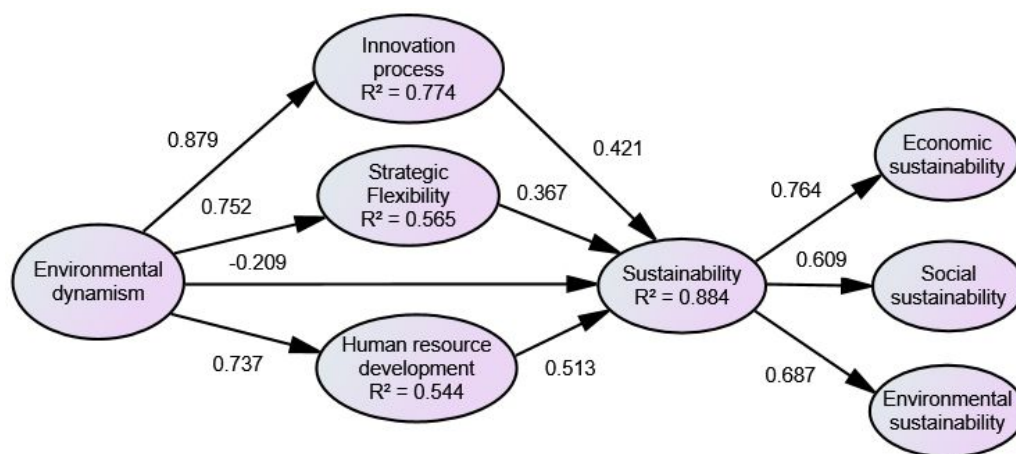 Innovation
process
R² = 0.774
0.879
0.421
Economic
sustainability
Strategic
Flexibility
R² = 0.565
0.752
0.367
0.764
Environmental
dynamism
-0.209
Sustainability
R² = 0.884
0.609
Social
sustainability
0.737
Human resource
development
R² = 0.544
0.513
0.687
Environmental
sustainability